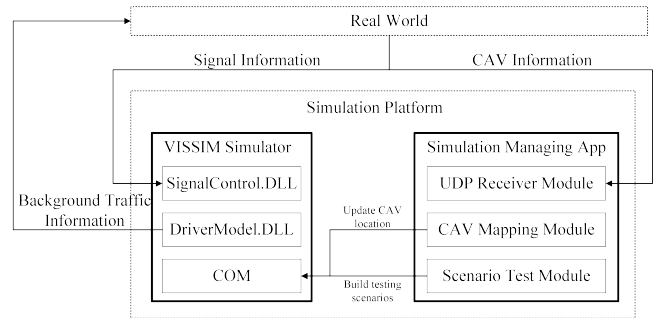 Real World
Signal Information
CAV Information
Simulation Platform
VISSIM Simulator
SignalControl.DLL
DriverModel.DLL
COM
Background Traffic
Information
Update CAV
location
Build testing
scenarios
Simulation Managing App
UDP Receiver Module
CAV Mapping Module
Scenario Test Module